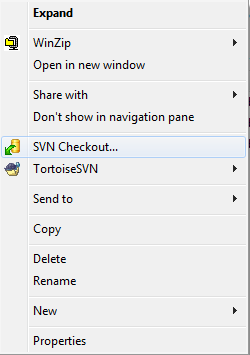 Expand
WinZip
Open in new window
Share with
Don't show in navigation pane
SVN Checkout...
TortoiseSVN
Send to
Copy
Delete
Rename
New
Properties